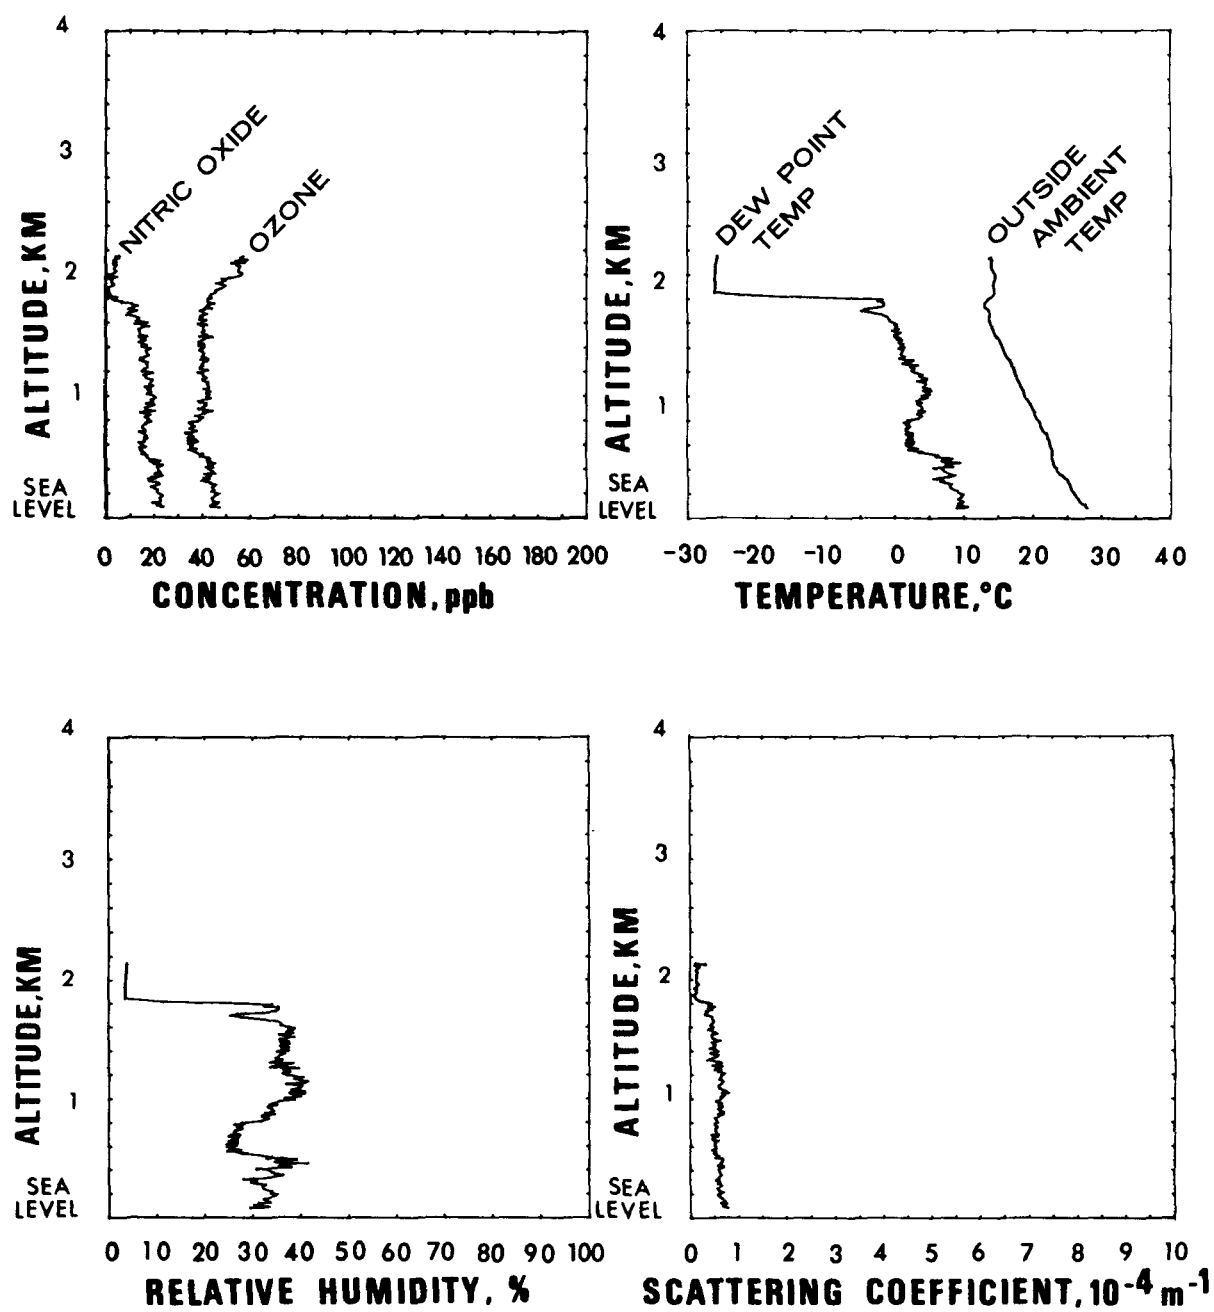 4
3
2
1
SEA
LEVEL
ALTITUDE,KM
NITRIC OXIDE
OZONE
0 20 40 60 80 100 120 140 160 180 200
CONCENTRATION, ppb
4
3
2
1
SEA
LEVEL
ALTITUDE,KM
DEW POINT
TEMP
OUTSIDE
AMBIENT
TEMP
-30 -20 -10 0 10 20 30 40
TEMPERATURE,°C
4
3
2
1
SEA
LEVEL
ALTITUDE,KM
0 10 20 30 40 50 60 70 80 90 100
RELATIVE HUMIDITY, %
4
3
2
1
SEA
LEVEL
ALTITUDE,KM
0 1 2 3 4 5 6 7 8 9 10
SCATTERING COEFFICIENT, 10⁻⁴ m⁻¹